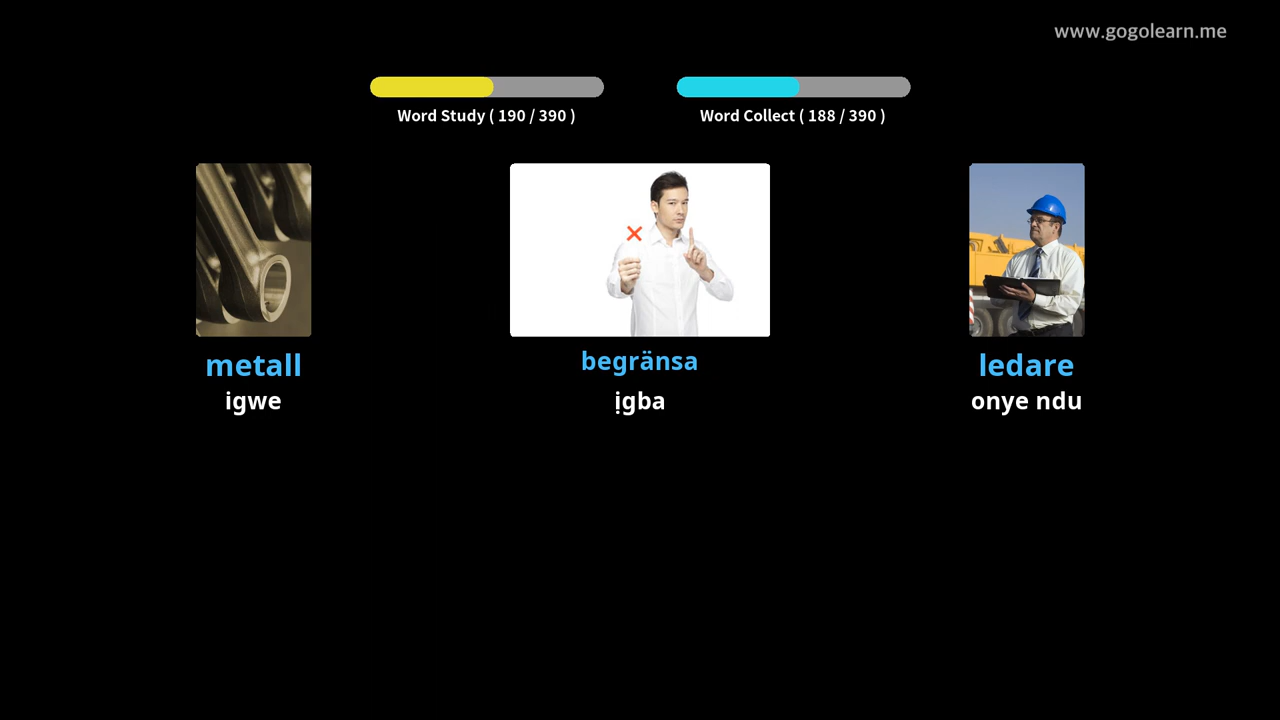 www.gogolearn.me
Word Study ( 190 / 390 )
Word Collect ( 188 / 390 )
metall
igwe
begränsa
ịgba
ledare
onye ndu